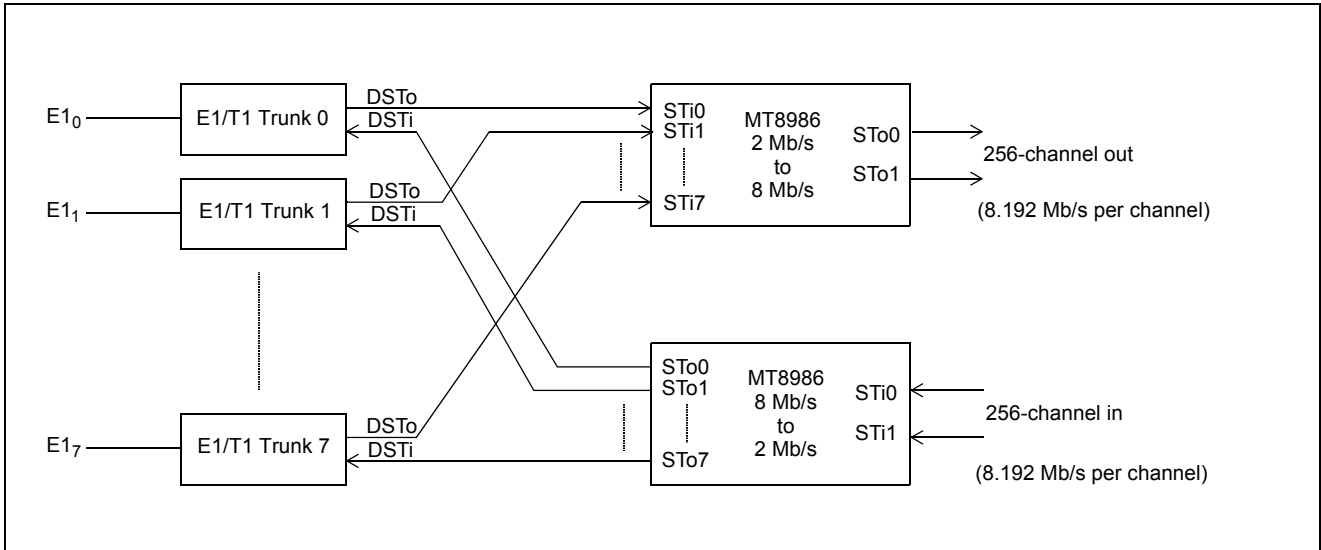 E1₀
E1/T1 Trunk 0
DSTo
DSTi
E1₁
E1/T1 Trunk 1
DSTo
DSTi
E1₇
E1/T1 Trunk 7
DSTo
DSTi
STi0
STi1
STi7
MT8986
2 Mb/s
to
8 Mb/s
STo0
STo1
256-channel out
(8.192 Mb/s per channel)
STo0
STo1
STo7
MT8986
8 Mb/s
to
2 Mb/s
STi0
STi1
256-channel in
(8.192 Mb/s per channel)